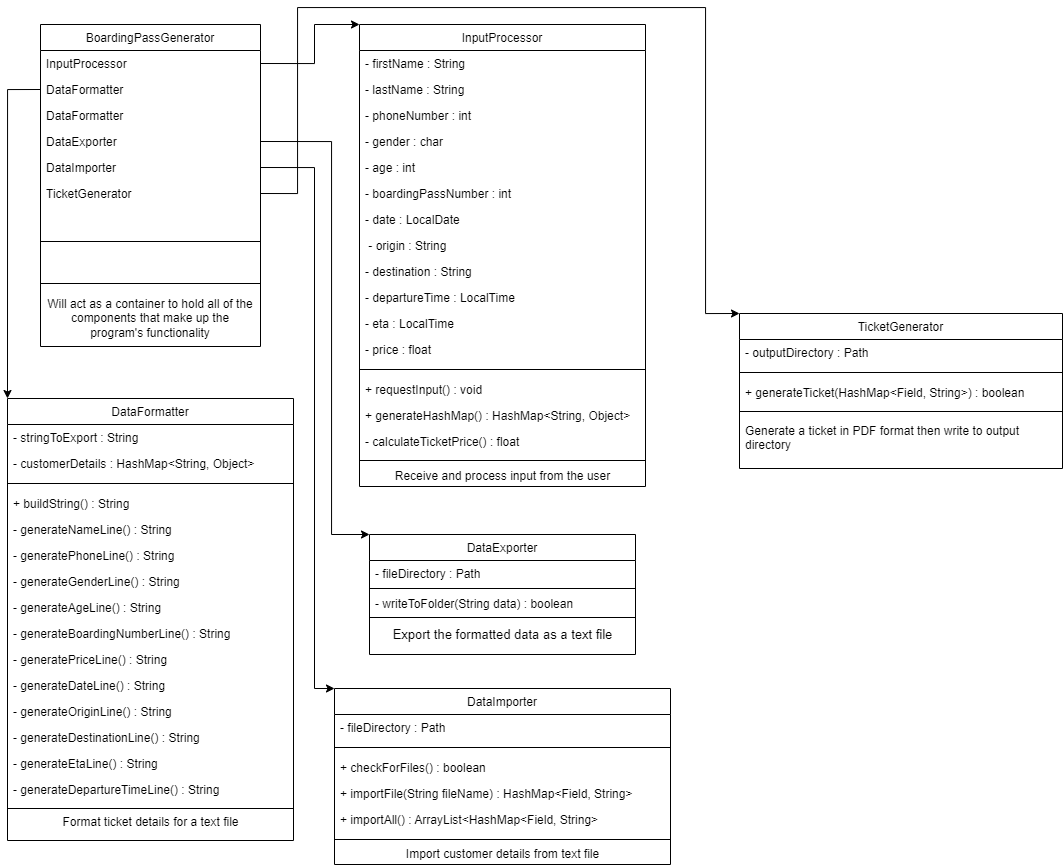 BoardingPassGenerator
InputProcessor
DataFormatter
DataFormatter
DataExporter
DataImporter
TicketGenerator
Will act as a container to hold all of the
components that make up the
program's functionality
InputProcessor
- firstName : String
- lastName : String
- phoneNumber : int
- gender : char
- age : int
- boardingPassNumber : int
- date : LocalDate
- origin : String
- destination : String
- departureTime : LocalTime
- eta : LocalTime
- price : float
+ requestInput() : void
+ generateHashMap() : HashMap<String, Object>
- calculateTicketPrice() : float
Receive and process input from the user
TicketGenerator
- outputDirectory : Path
+ generateTicket(HashMap<Field, String>) : boolean
Generate a ticket in PDF format then write to output
directory
DataFormatter
- stringToExport : String
- customerDetails : HashMap<String, Object>
+ buildString() : String
- generateNameLine() : String
- generatePhoneLine() : String
- generateGenderLine() : String
- generateAgeLine() : String
- generateBoardingNumberLine() : String
- generatePriceLine() : String
- generateDateLine() : String
- generateOriginLine() : String
- generateDestinationLine() : String
- generateEtaLine() : String
- generateDepartureTimeLine() : String
Format ticket details for a text file
DataExporter
- fileDirectory : Path
- writeToFolder(String data) : boolean
Export the formatted data as a text file
DataImporter
- fileDirectory : Path
+ checkForFiles() : boolean
+ importFile(String fileName) : HashMap<Field, String>
+ importAll() : ArrayList<HashMap<Field, String>
Import customer details from text file